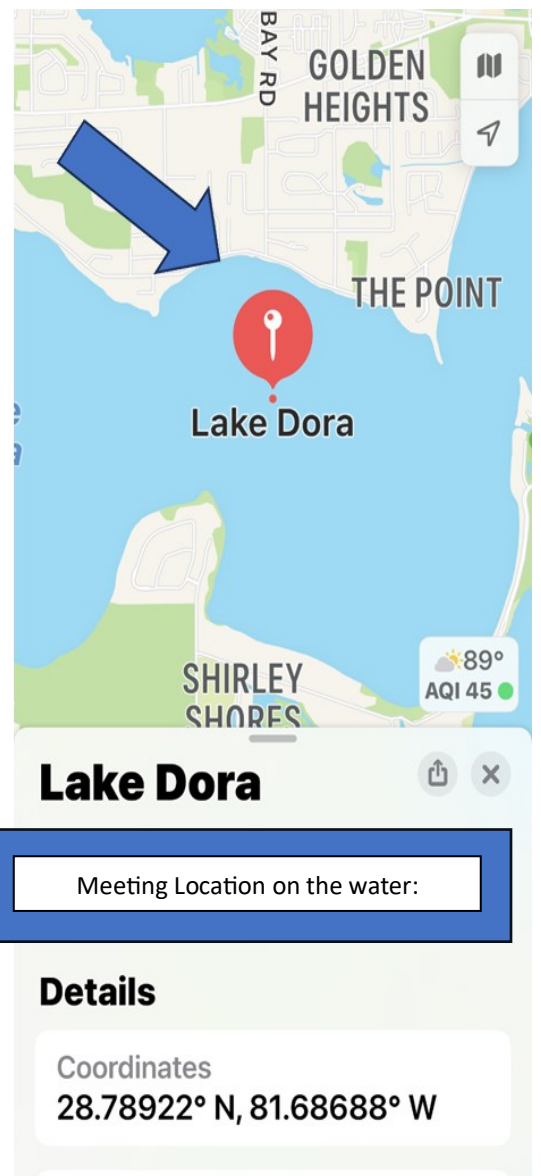 BAY RD
GOLDEN
HEIGHTS
THE POINT
Lake Dora
SHIRLEY
SHORES
89°
AQI 45
Lake Dora
Meeting Location on the water:
Details
Coordinates
28.78922° N, 81.68688° W